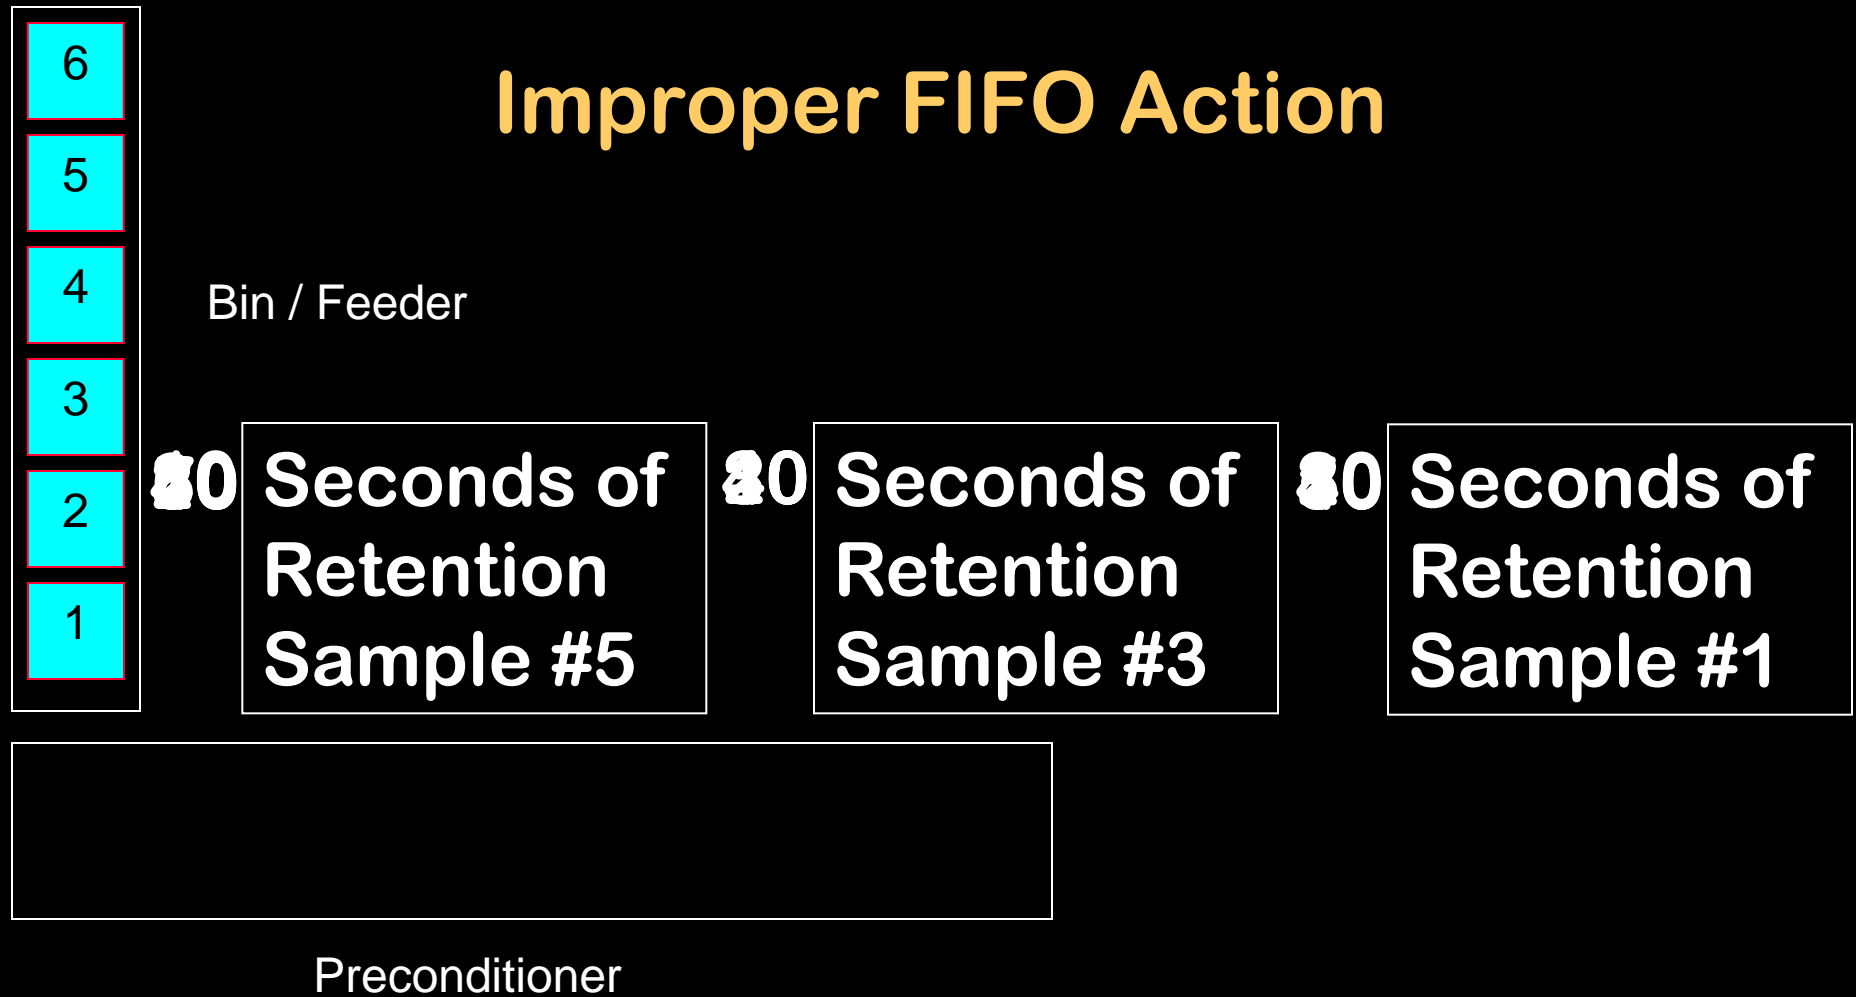 Improper FIFO Action
6
5
4
3
2
1
Bin / Feeder
Seconds of
Retention
Sample #5
Seconds of
Retention
Sample #3
Seconds of
Retention
Sample #1
Preconditioner